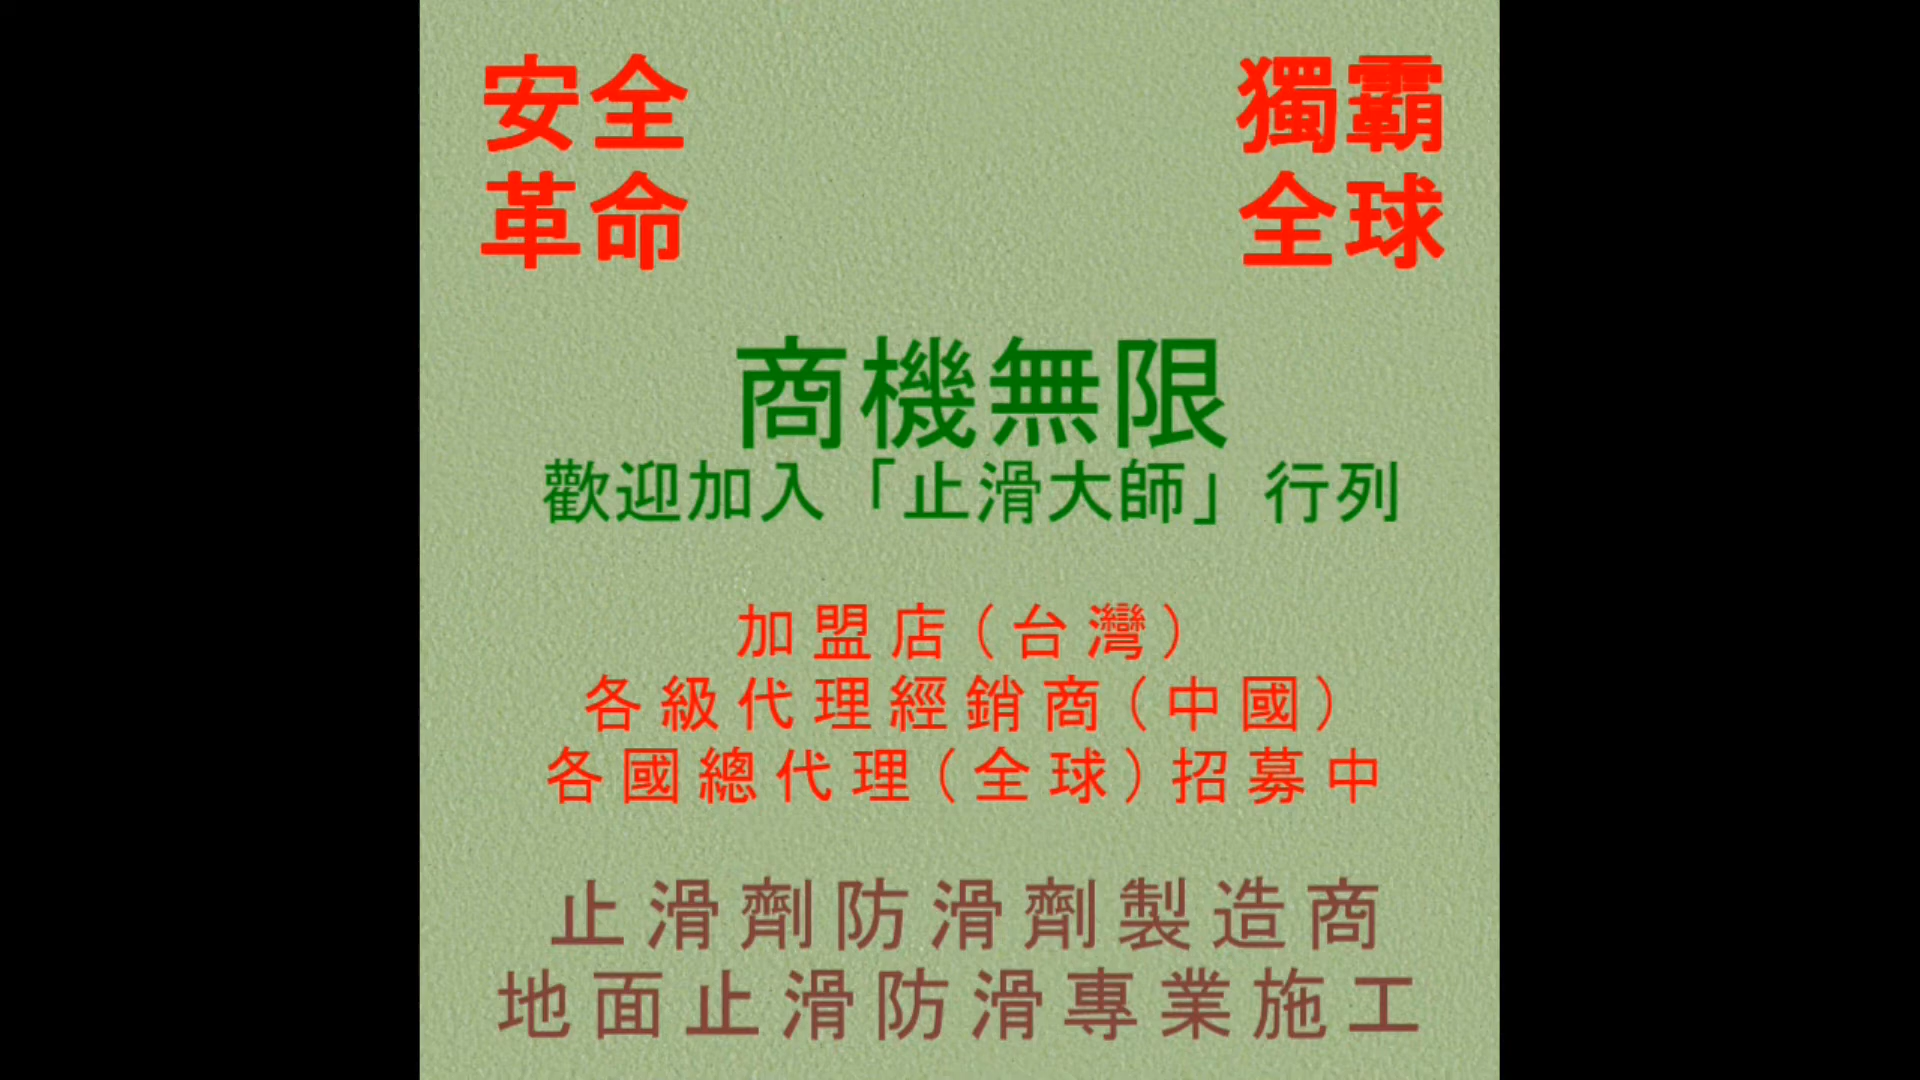 安全 獨霸
革命 全球
商機無限
歡迎加入「止滑大師」行列
加盟店(台灣)
各級代理經銷商(中國)
各國總代理(全球)招募中
止滑劑防滑劑製造商
地面止滑防滑專業施工